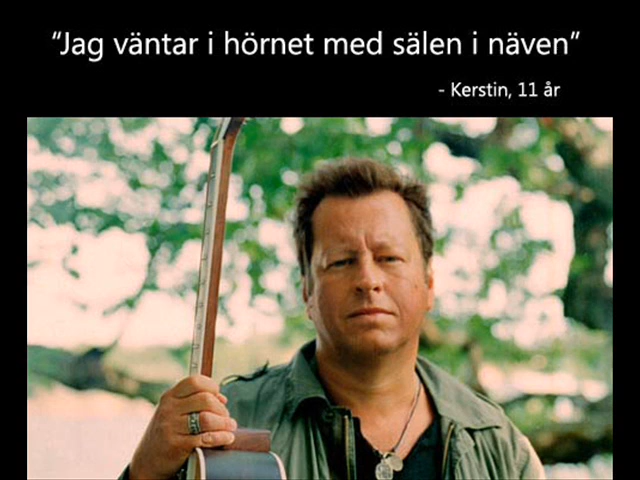 “Jag väntar i hörnet med sälen i näven”
- Kerstin, 11 år